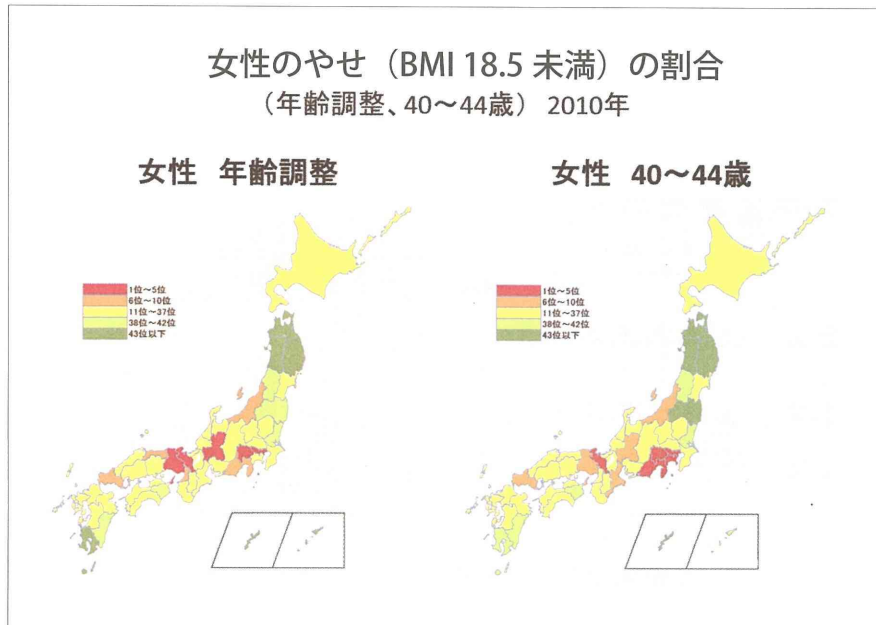 女性のやせ（BMI 18.5 未満）の割合
（年齢調整、40～44歳） 2010年
女性 年齢調整
1位～5位
6位～10位
11位～37位
38位～42位
43位以下
女性 40～44歳
1位～5位
6位～10位
11位～37位
38位～42位
43位以下